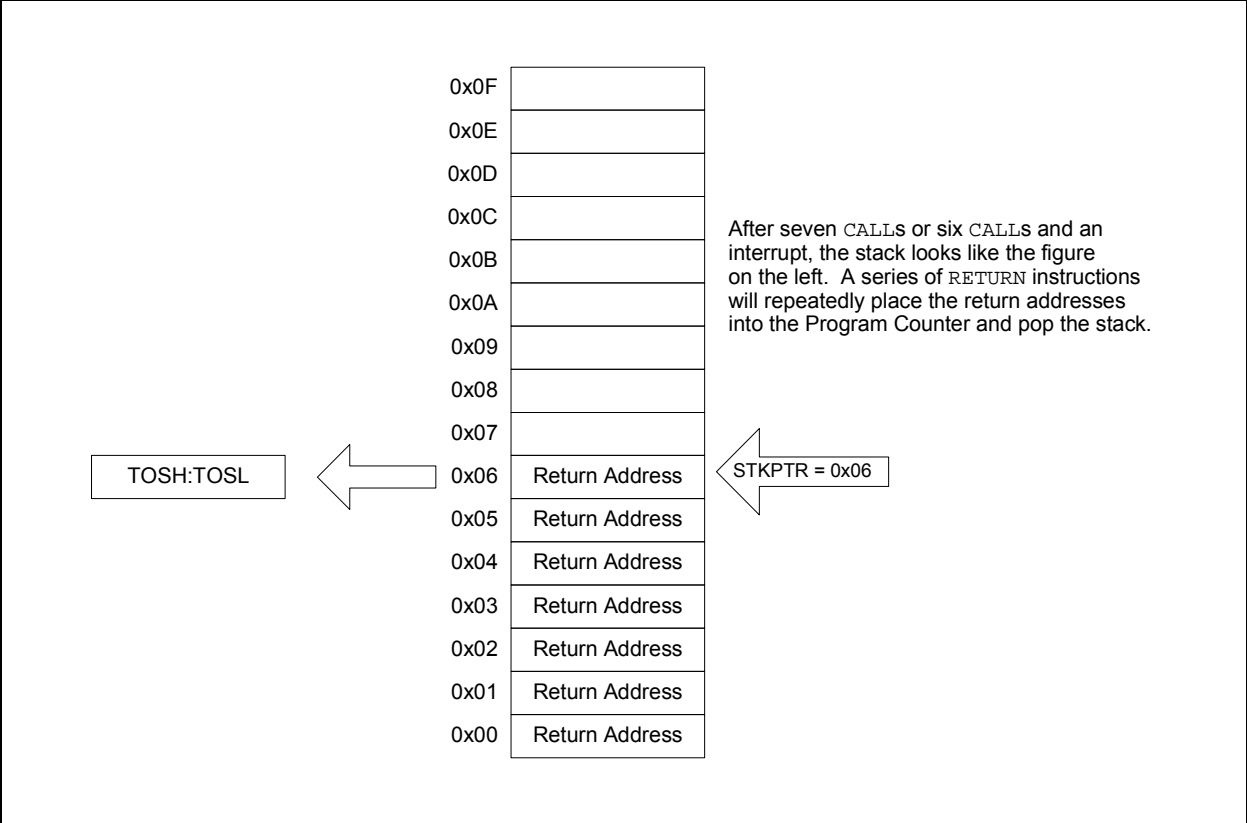 0x0F
0x0E
0x0D
0x0C
0x0B
0x0A
0x09
0x08
0x07
After seven CALLs or six CALLs and an
interrupt, the stack looks like the figure
on the left. A series of RETURN instructions
will repeatedly place the return addresses
into the Program Counter and pop the stack.
TOSH:TOSL
0x06 Return Address
STKPTR = 0x06
0x05 Return Address
0x04 Return Address
0x03 Return Address
0x02 Return Address
0x01 Return Address
0x00 Return Address